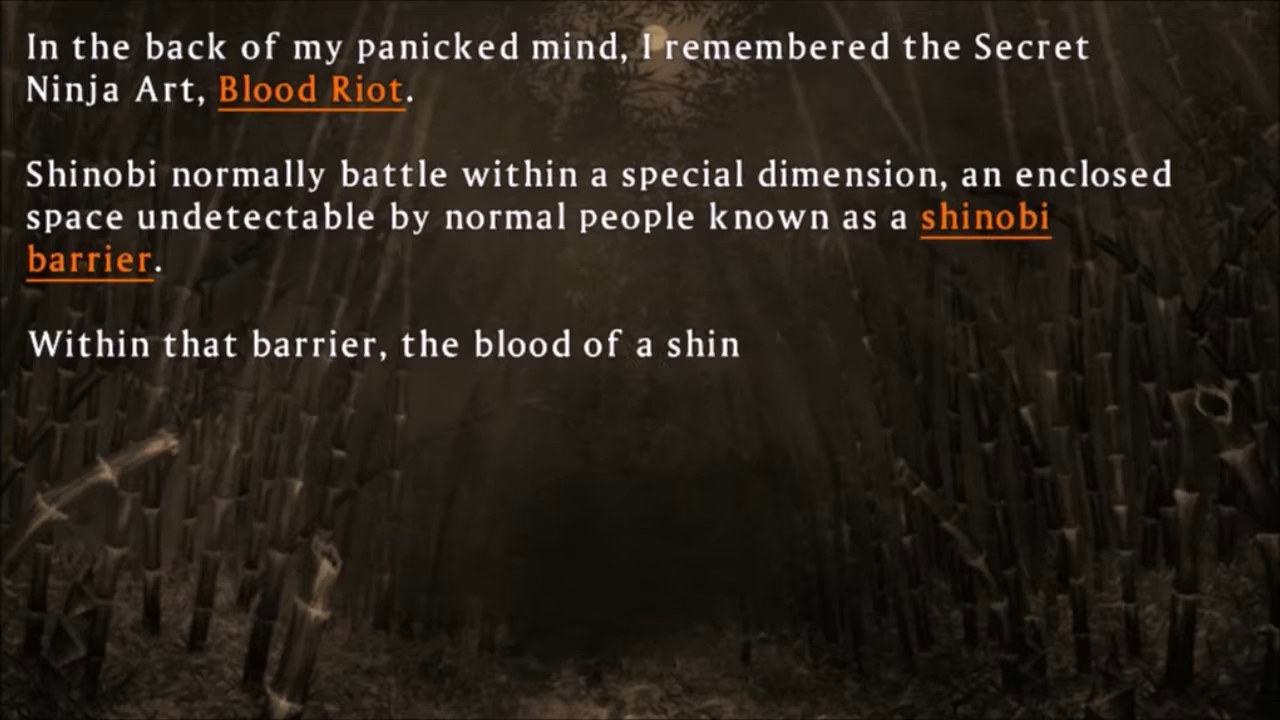 In the back of my panicked mind, I remembered the Secret
Ninja Art, Blood Riot.
Shinobi normally battle within a special dimension, an enclosed
space undetectable by normal people known as a shinobi
barrier.
Within that barrier, the blood of a shin